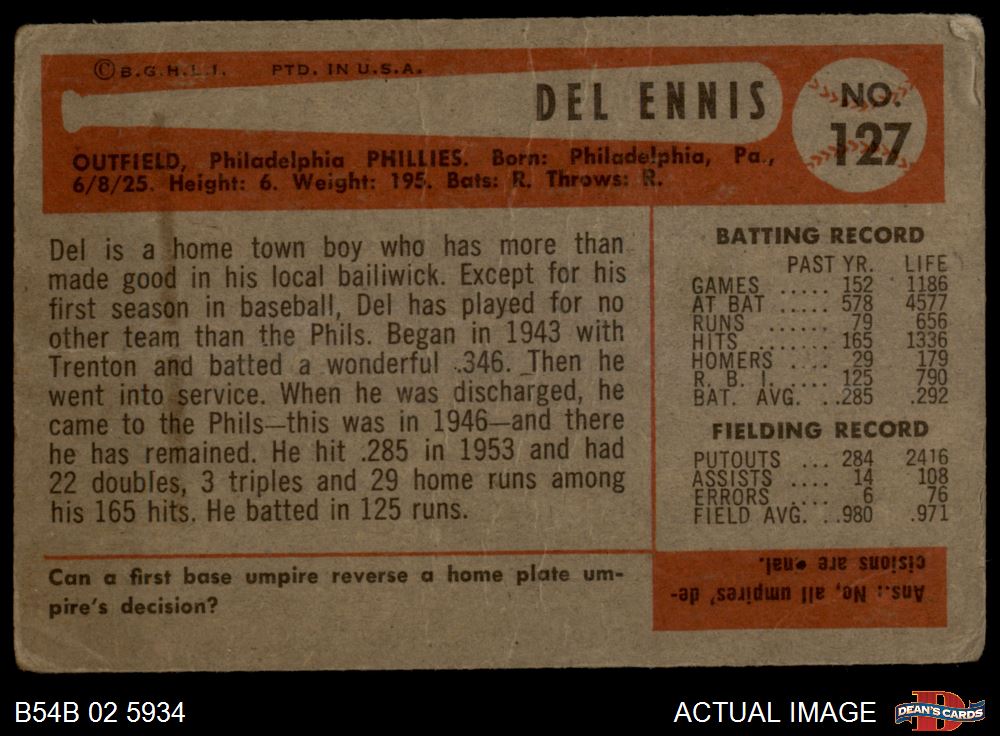 © B.G.H.L.I. PTD. IN U.S.A.
DEL ENNIS
NO.
127
OUTFIELD, Philadelphia PHILLIES. Born: Philadelphia, Pa.,
6/8/25. Height: 6. Weight: 195. Bats: R. Throws: R.
Del is a home town boy who has more than
made good in his local bailiwick. Except for his
first season in baseball, Del has played for no
other team than the Phils. Began in 1943 with
Trenton and batted a wonderful .346. Then he
went into service. When he was discharged, he
came to the Phils—this was in 1946—and there
he has remained. He hit .285 in 1953 and had
22 doubles, 3 triples and 29 home runs among
his 165 hits. He batted in 125 runs.
BATTING RECORD
PAST YR. LIFE
GAMES ..... 152 1186
AT BAT ..... 578 4577
RUNS ...... 79 656
HITS ....... 165 1336
HOMERS .... 29 179
R. B. I. .... 125 790
BAT. AVG. ..285 .292
FIELDING RECORD
PUTOUTS ... 284 2416
ASSISTS .... 14 108
ERRORS .... 6 76
FIELD AVG. ..980 .971
Can a first base umpire reverse a home plate um-
pire's decision?
Ans.: No, all umpires' de-
cisions are final.
B54B 02 5934
ACTUAL IMAGE
DEAN'S CARDS